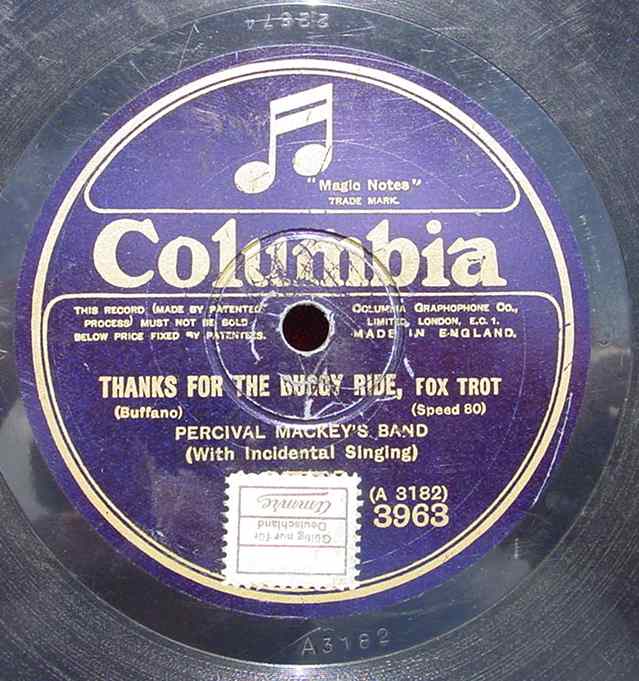 "Magic Notes"
TRADE MARK.
Columbia
THIS RECORD (MADE BY PATENTED
PROCESS) MUST NOT BE SOLD
BELOW PRICE FIXED BY PATENTEES.
COLUMBIA GRAPHOPHONE CO.,
LIMITED, LONDON, E.C. 1.
MADE IN ENGLAND.
THANKS FOR THE BUGGY RIDE, FOX TROT
(Buffano)
(Speed 80)
PERCIVAL MACKEY'S BAND
(With Incidental Singing)
(A 3182)
3963
Ammre
Gültig nur für
Deutschland
A3182